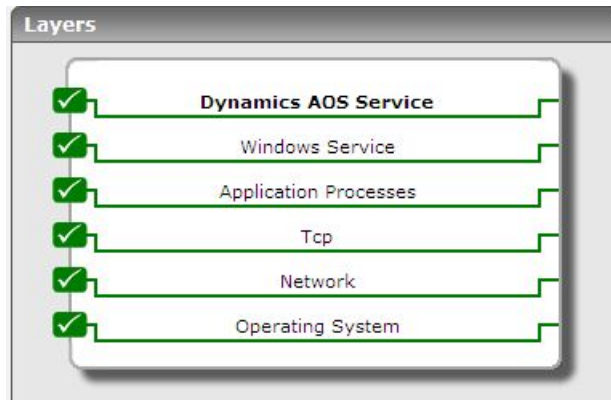 Layers
Dynamics AOS Service
Windows Service
Application Processes
Tcp
Network
Operating System